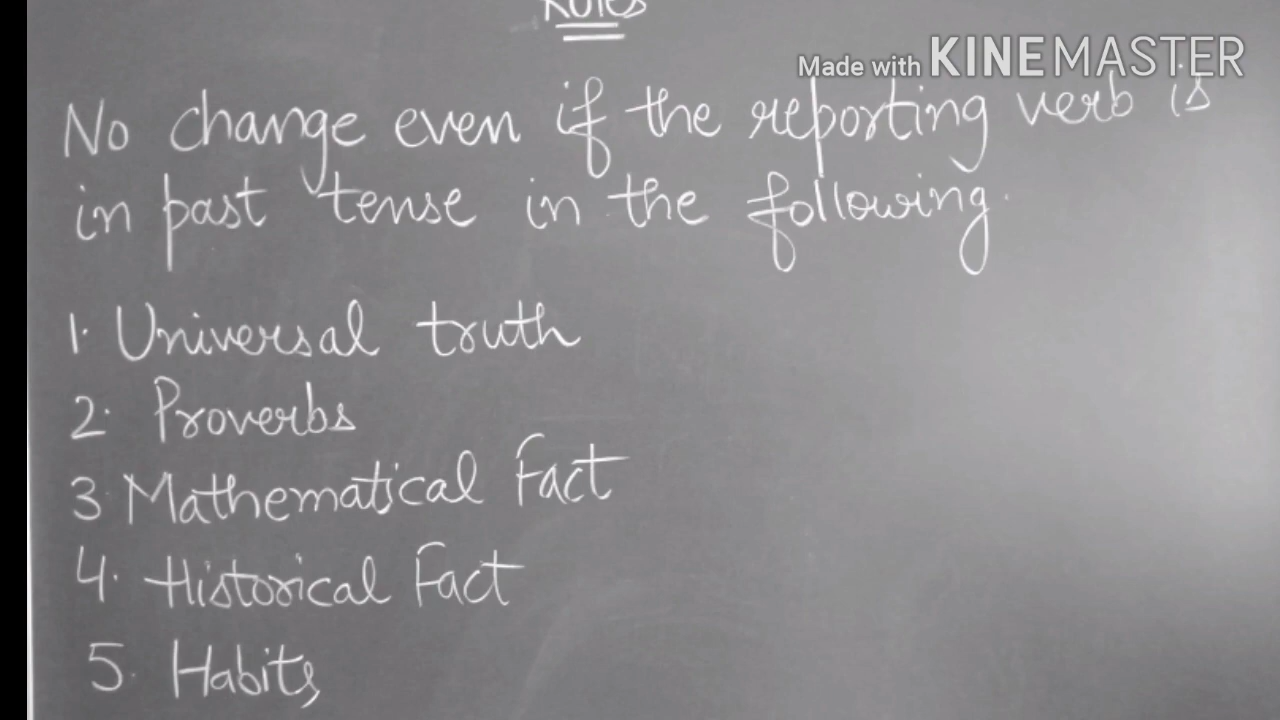 Rules
Made with KINEMASTER
No change even if the reporting verb is
in past tense in the following.
1. Universal truth
2. Proverbs
3. Mathematical Fact
4. Historical Fact
5. Habits